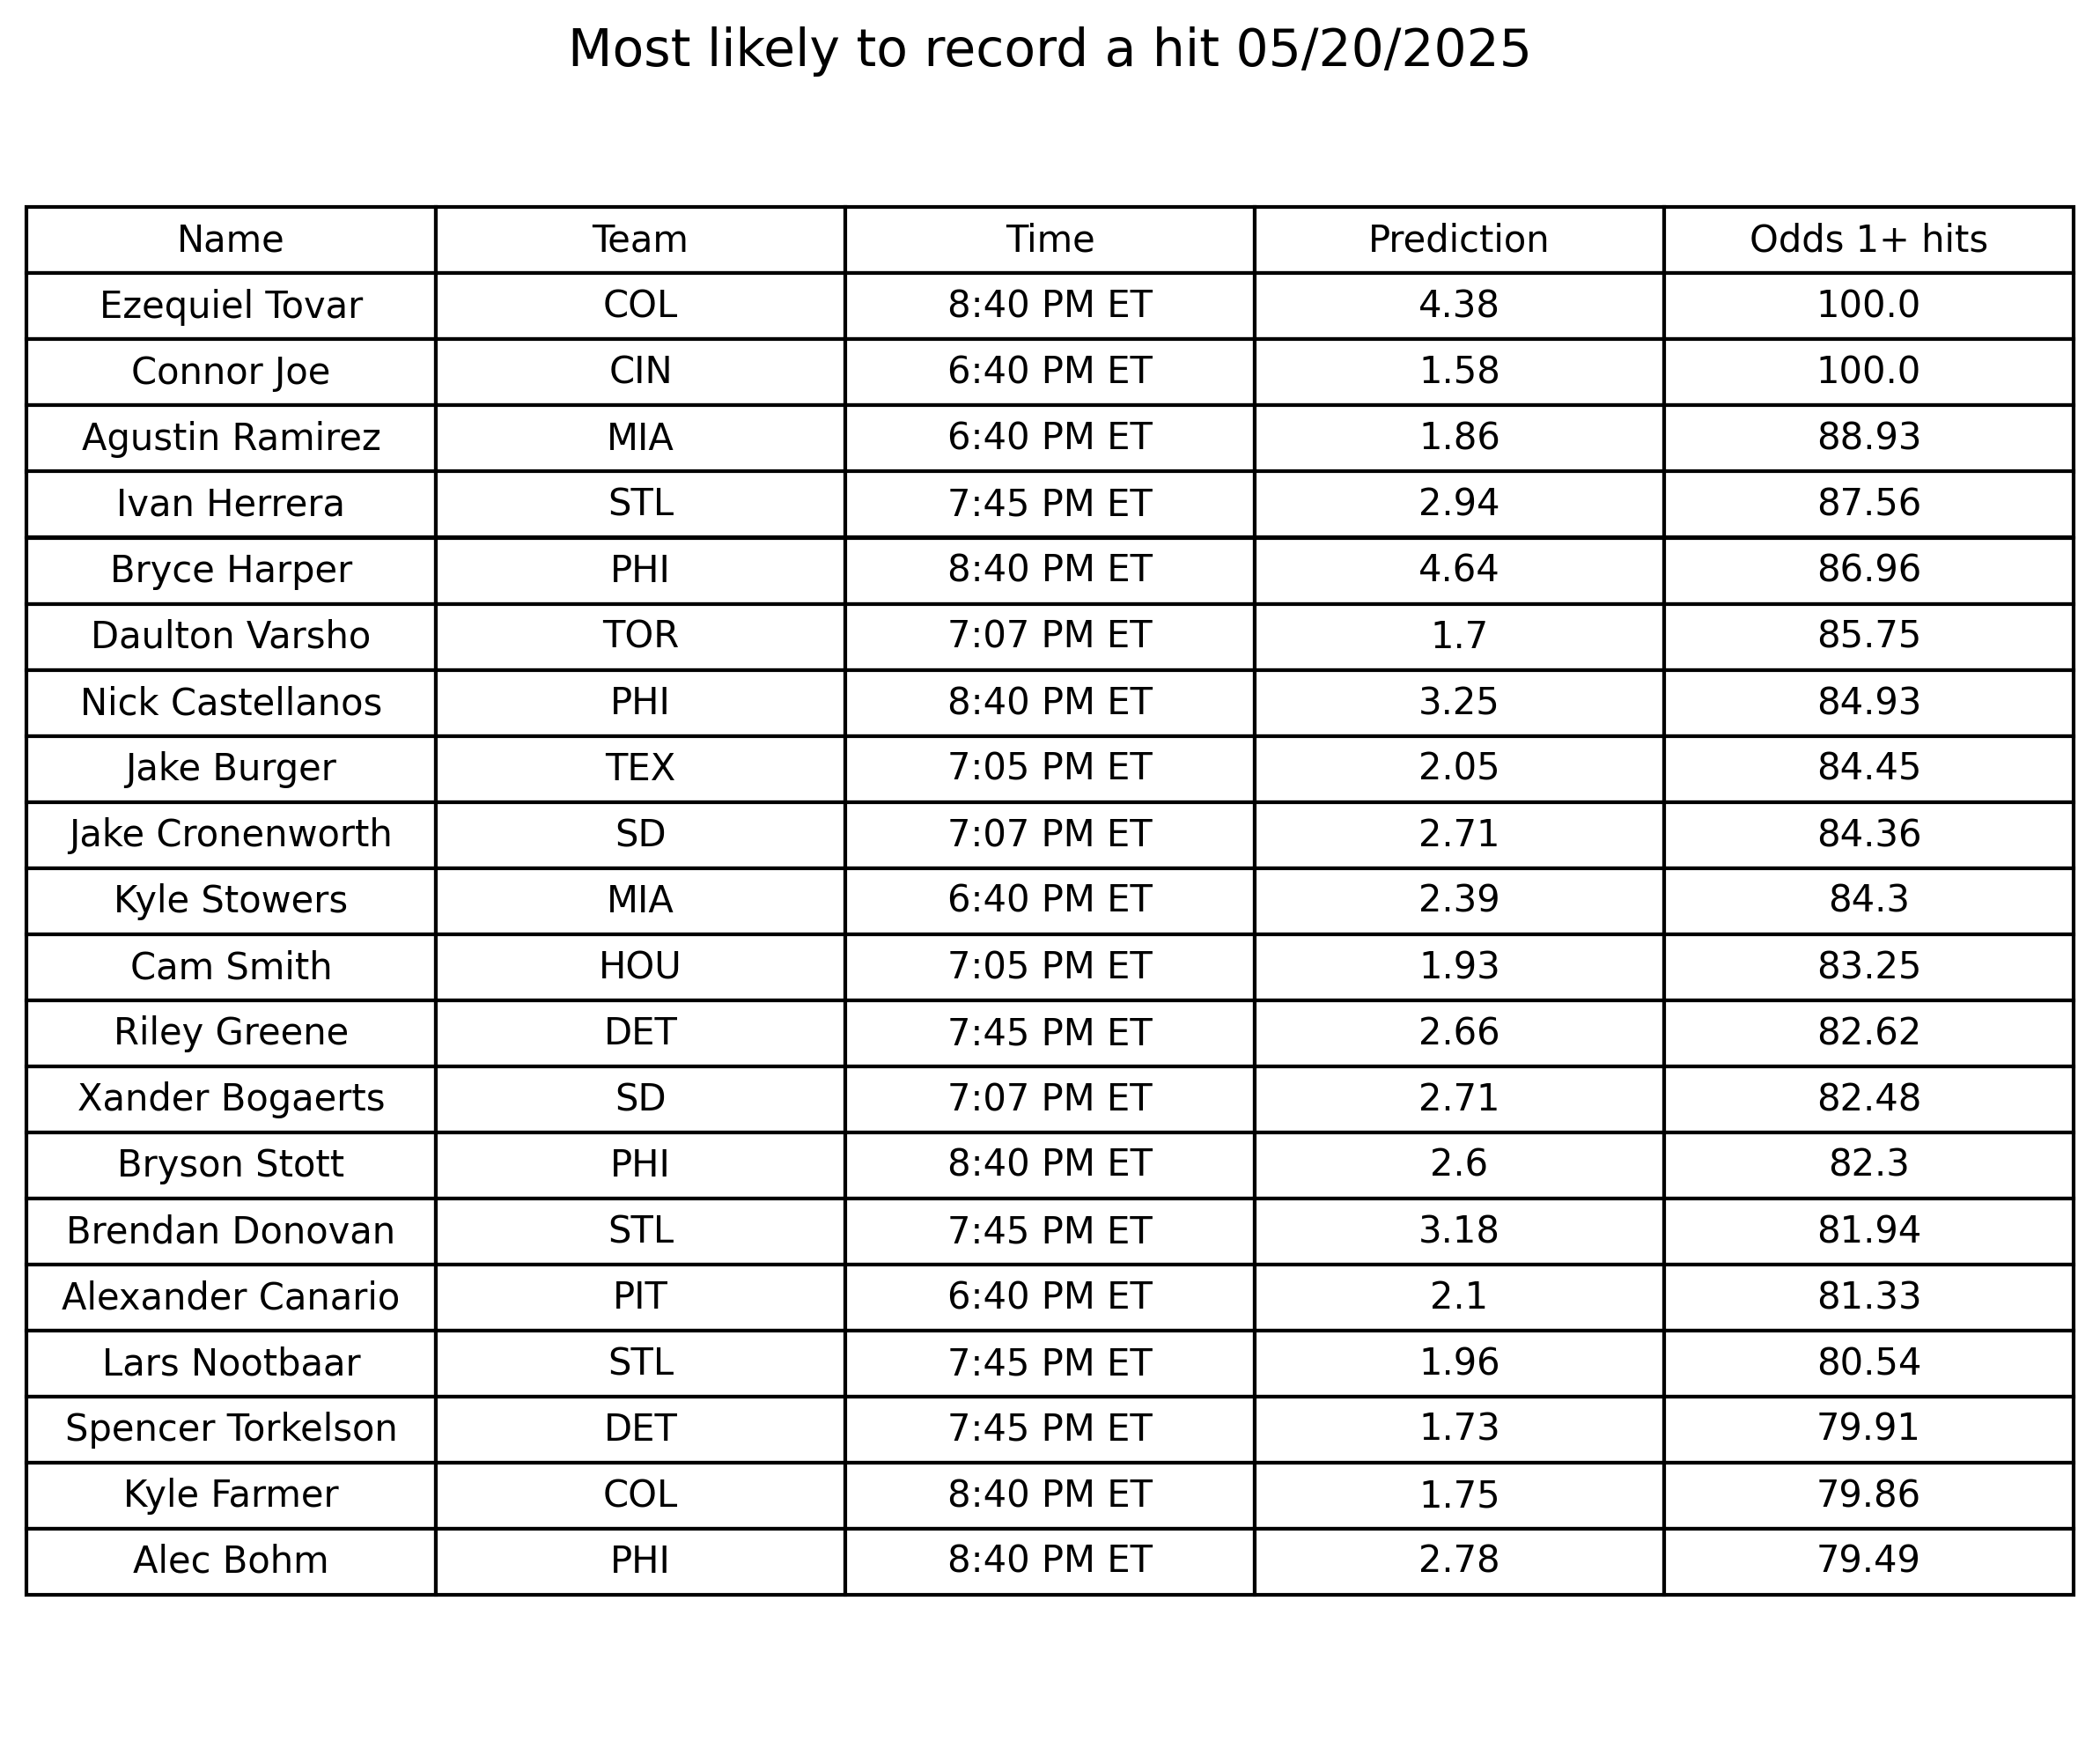 Most likely to record a hit 05/20/2025
Name Team Time Prediction Odds 1+ hits
Ezequiel Tovar COL 8:40 PM ET 4.38 100.0
Connor Joe CIN 6:40 PM ET 1.58 100.0
Agustin Ramirez MIA 6:40 PM ET 1.86 88.93
Ivan Herrera STL 7:45 PM ET 2.94 87.56
Bryce Harper PHI 8:40 PM ET 4.64 86.96
Daulton Varsho TOR 7:07 PM ET 1.7 85.75
Nick Castellanos PHI 8:40 PM ET 3.25 84.93
Jake Burger TEX 7:05 PM ET 2.05 84.45
Jake Cronenworth SD 7:07 PM ET 2.71 84.36
Kyle Stowers MIA 6:40 PM ET 2.39 84.3
Cam Smith HOU 7:05 PM ET 1.93 83.25
Riley Greene DET 7:45 PM ET 2.66 82.62
Xander Bogaerts SD 7:07 PM ET 2.71 82.48
Bryson Stott PHI 8:40 PM ET 2.6 82.3
Brendan Donovan STL 7:45 PM ET 3.18 81.94
Alexander Canario PIT 6:40 PM ET 2.1 81.33
Lars Nootbaar STL 7:45 PM ET 1.96 80.54
Spencer Torkelson DET 7:45 PM ET 1.73 79.91
Kyle Farmer COL 8:40 PM ET 1.75 79.86
Alec Bohm PHI 8:40 PM ET 2.78 79.49